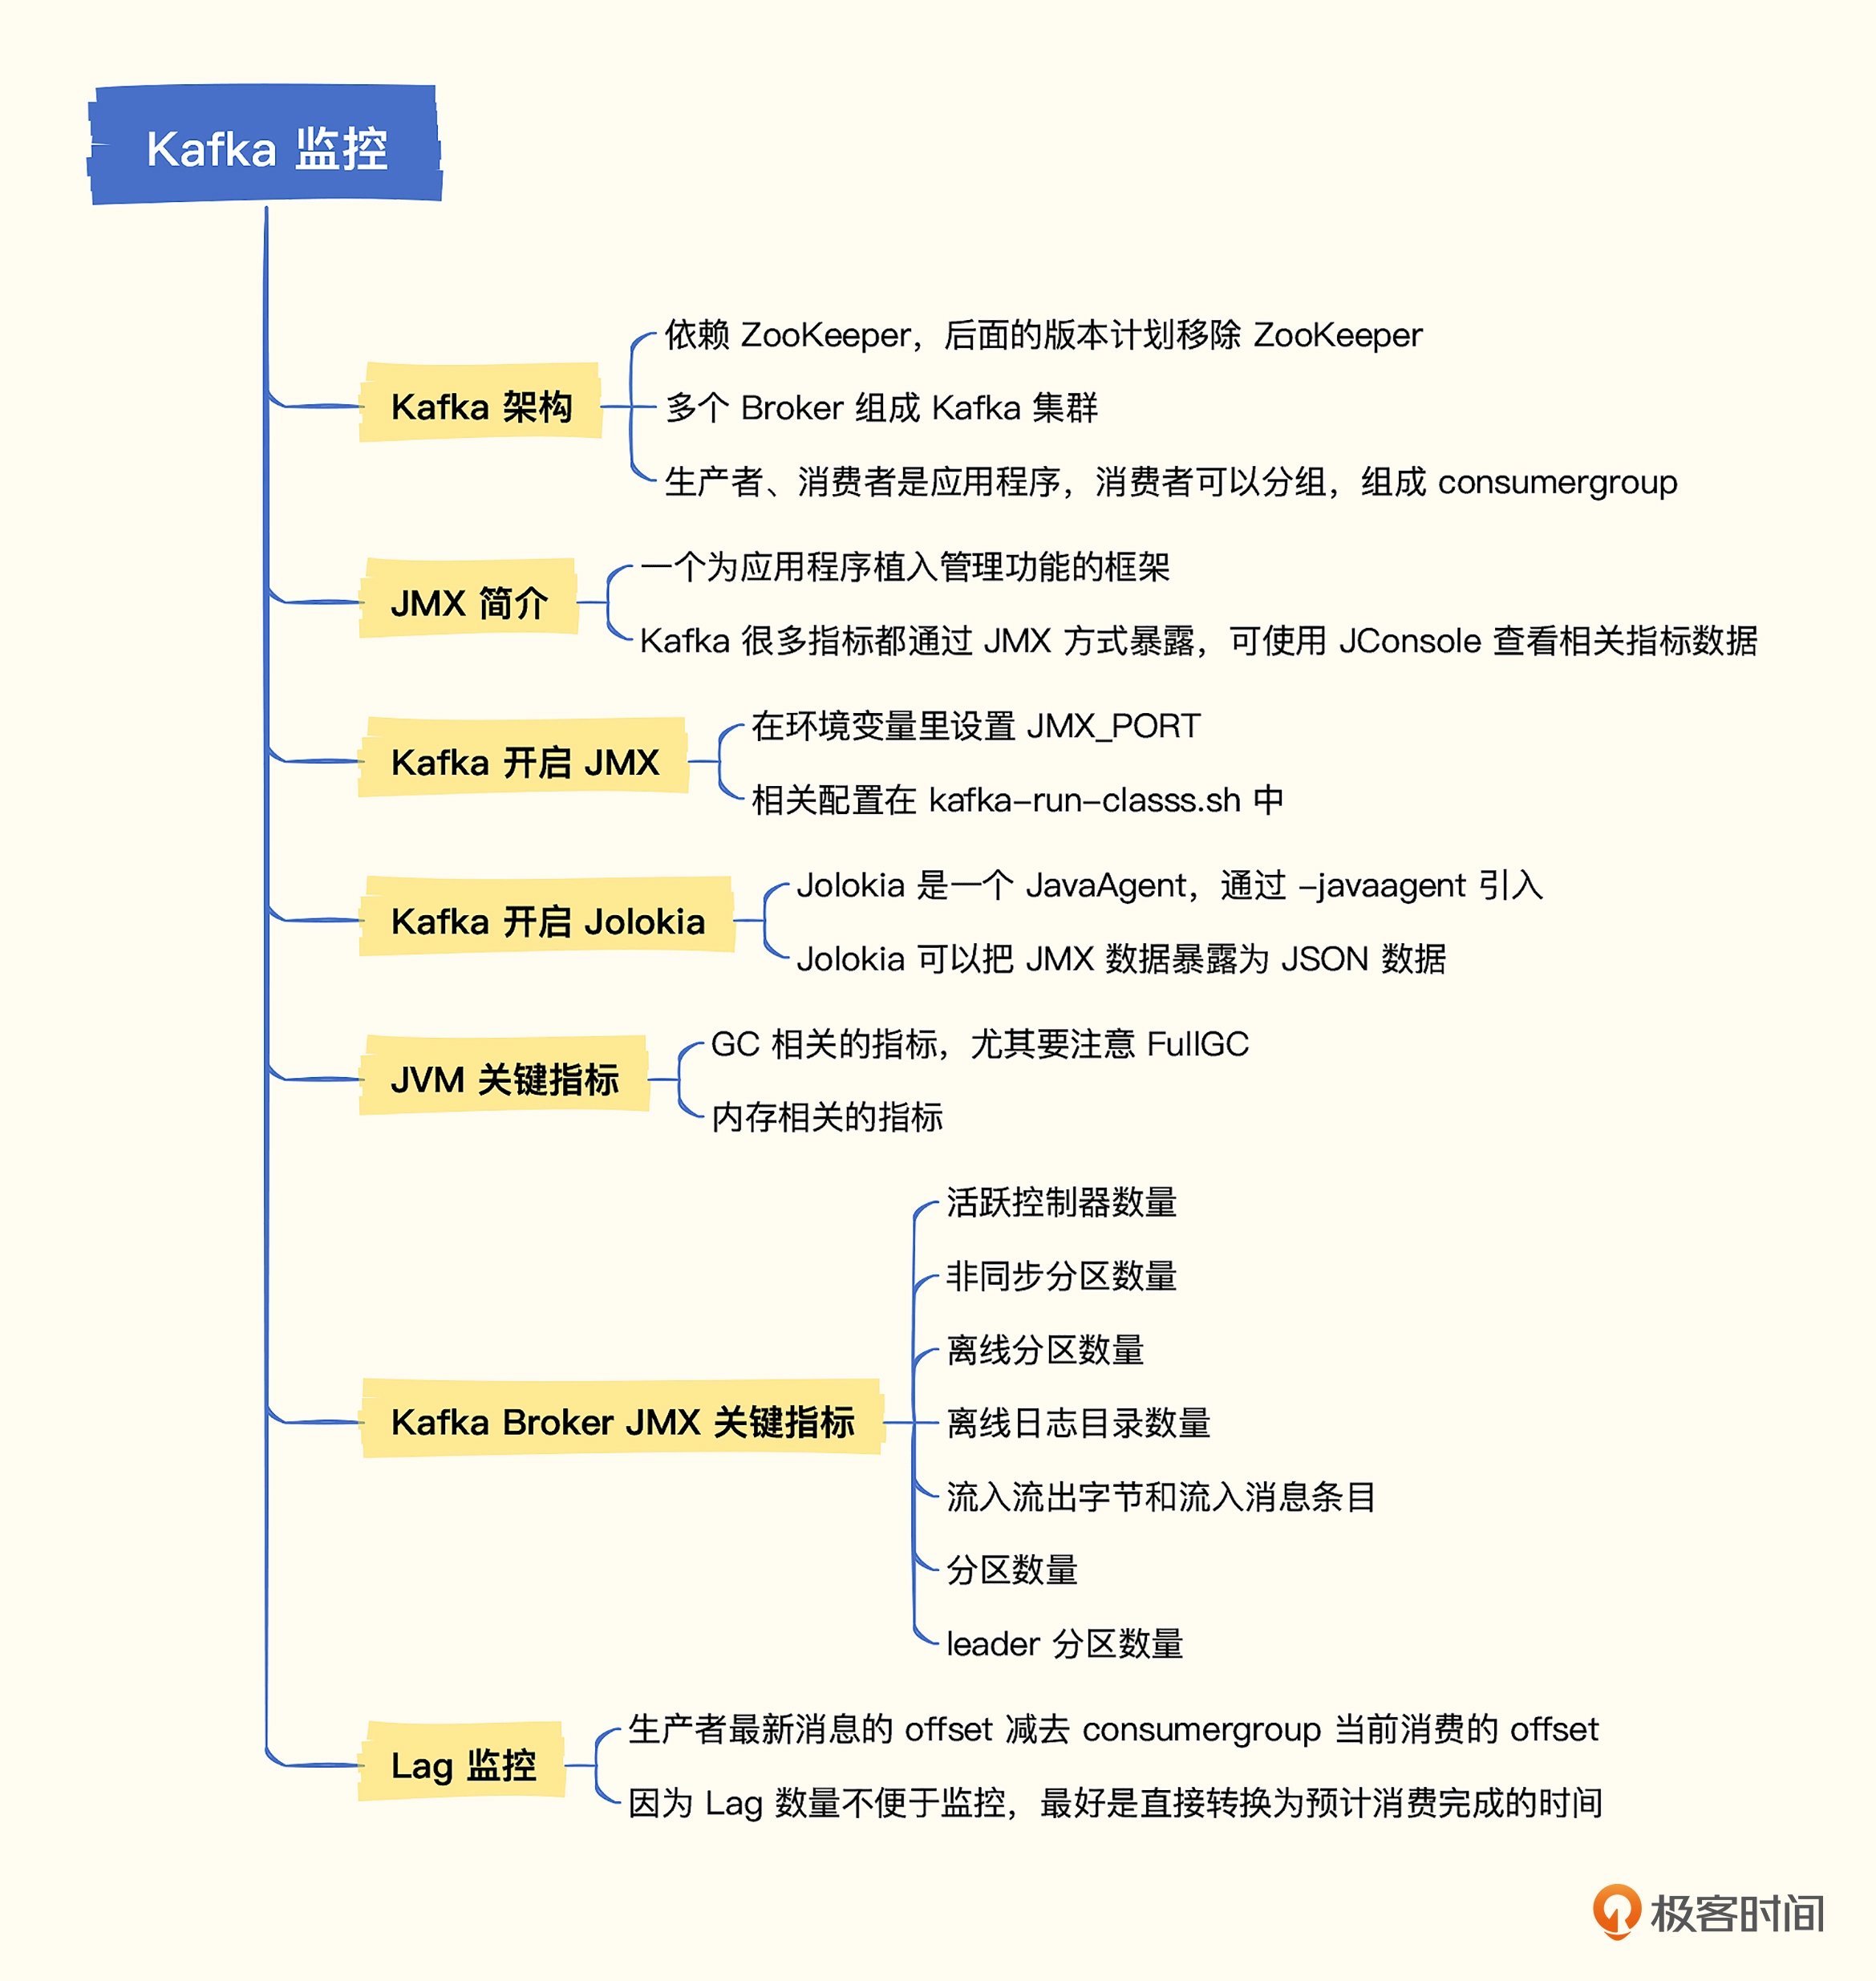 Kafka 监控
Kafka 架构
依赖 ZooKeeper，后面的版本计划移除 ZooKeeper
多个 Broker 组成 Kafka 集群
生产者、消费者是应用程序，消费者可以分组，组成 consumergroup
JMX 简介
一个为应用程序植入管理功能的框架
Kafka 很多指标都通过 JMX 方式暴露，可使用 JConsole 查看相关指标数据
Kafka 开启 JMX
在环境变量里设置 JMX_PORT
相关配置在 kafka-run-classs.sh 中
Kafka 开启 Jolokia
Jolokia 是一个 JavaAgent，通过 -javaagent 引入
Jolokia 可以把 JMX 数据暴露为 JSON 数据
JVM 关键指标
GC 相关的指标，尤其要注意 FullGC
内存相关的指标
Kafka Broker JMX 关键指标
活跃控制器数量
非同步分区数量
离线分区数量
离线日志目录数量
流入流出字节和流入消息条目
分区数量
leader 分区数量
Lag 监控
生产者最新消息的 offset 减去 consumergroup 当前消费的 offset
因为 Lag 数量不便于监控，最好是直接转换为预计消费完成的时间
极客时间